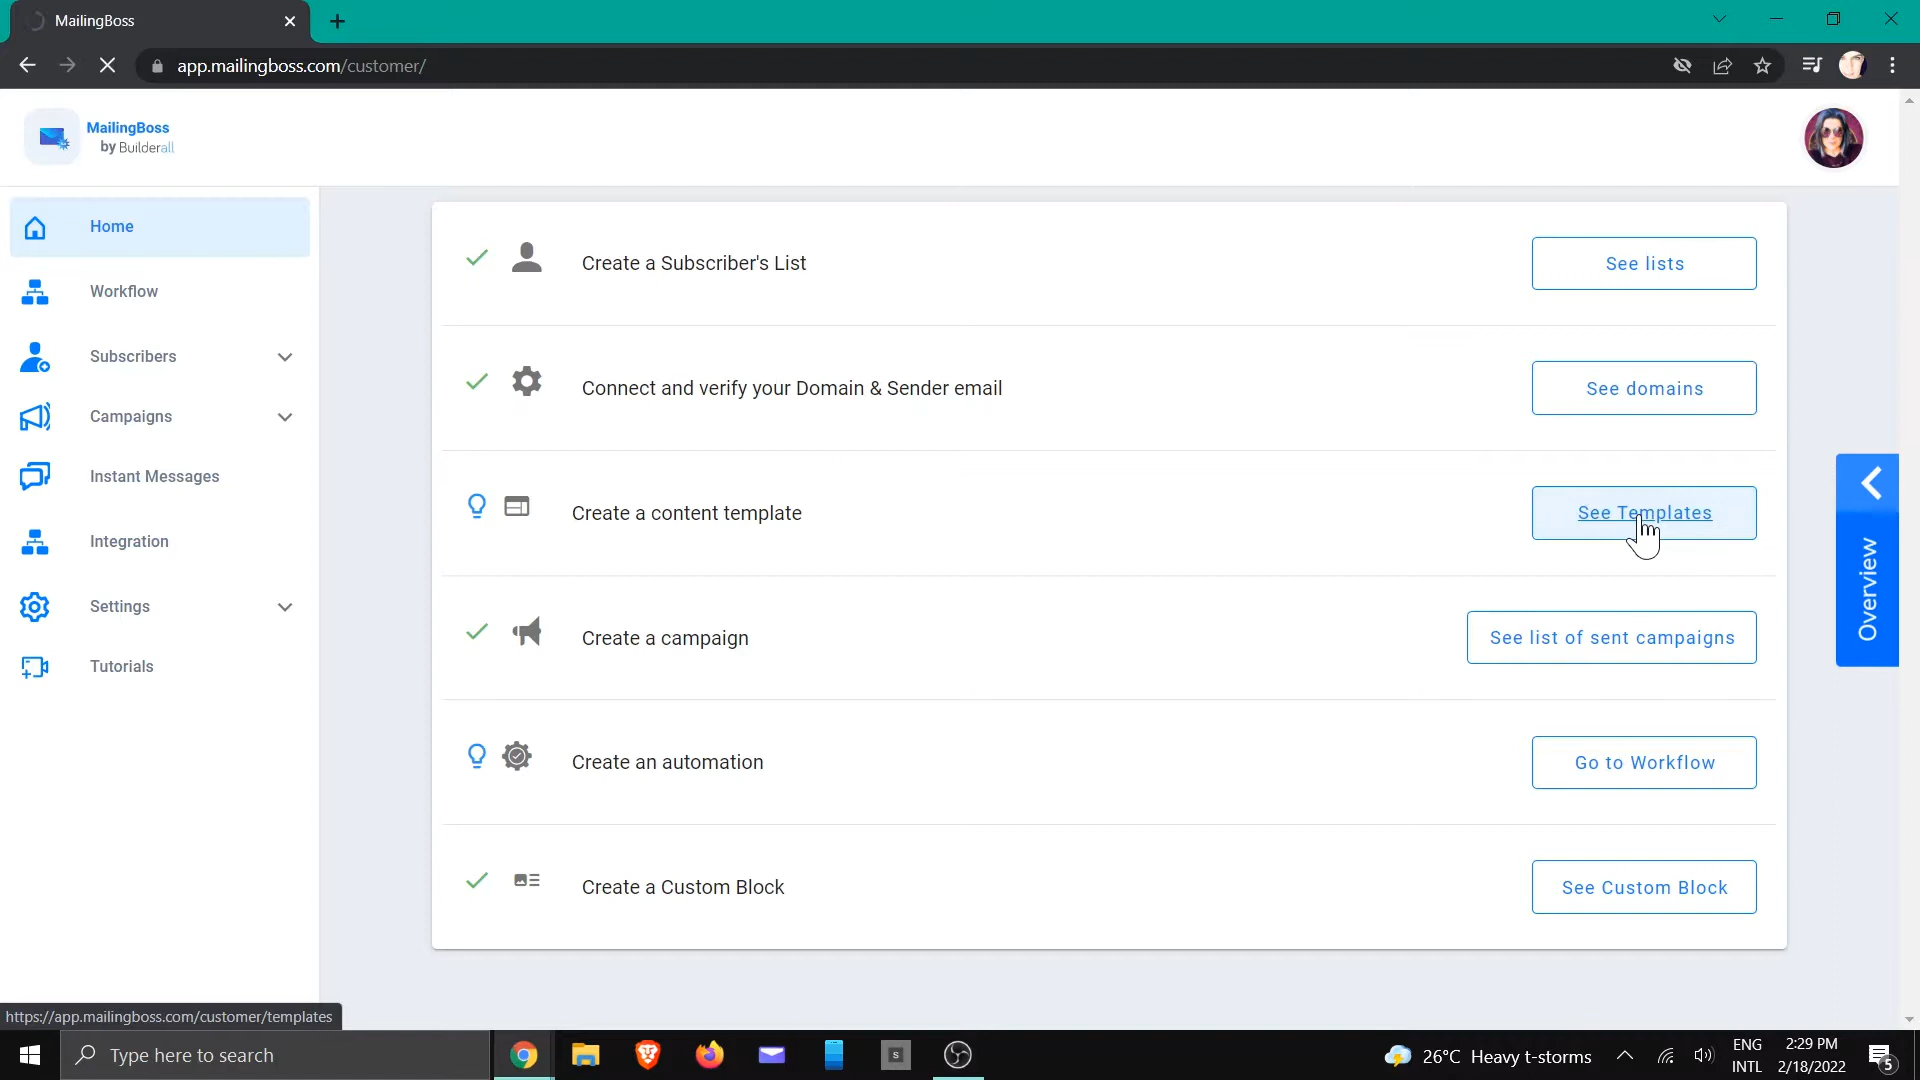 MailingBoss
app.mailingboss.com/customer/
MailingBoss
by Builderall
Home
Workflow
Subscribers
Campaigns
Instant Messages
Integration
Settings
Tutorials
Create a Subscriber's List
See lists
Connect and verify your Domain & Sender email
See domains
Create a content template
See Templates
Create a campaign
See list of sent campaigns
Create an automation
Go to Workflow
Create a Custom Block
See Custom Block
Overview
https://app.mailingboss.com/customer/templates
Type here to search
S
26°C Heavy t-storms
ENG
INTL
2:29 PM
2/18/2022
5